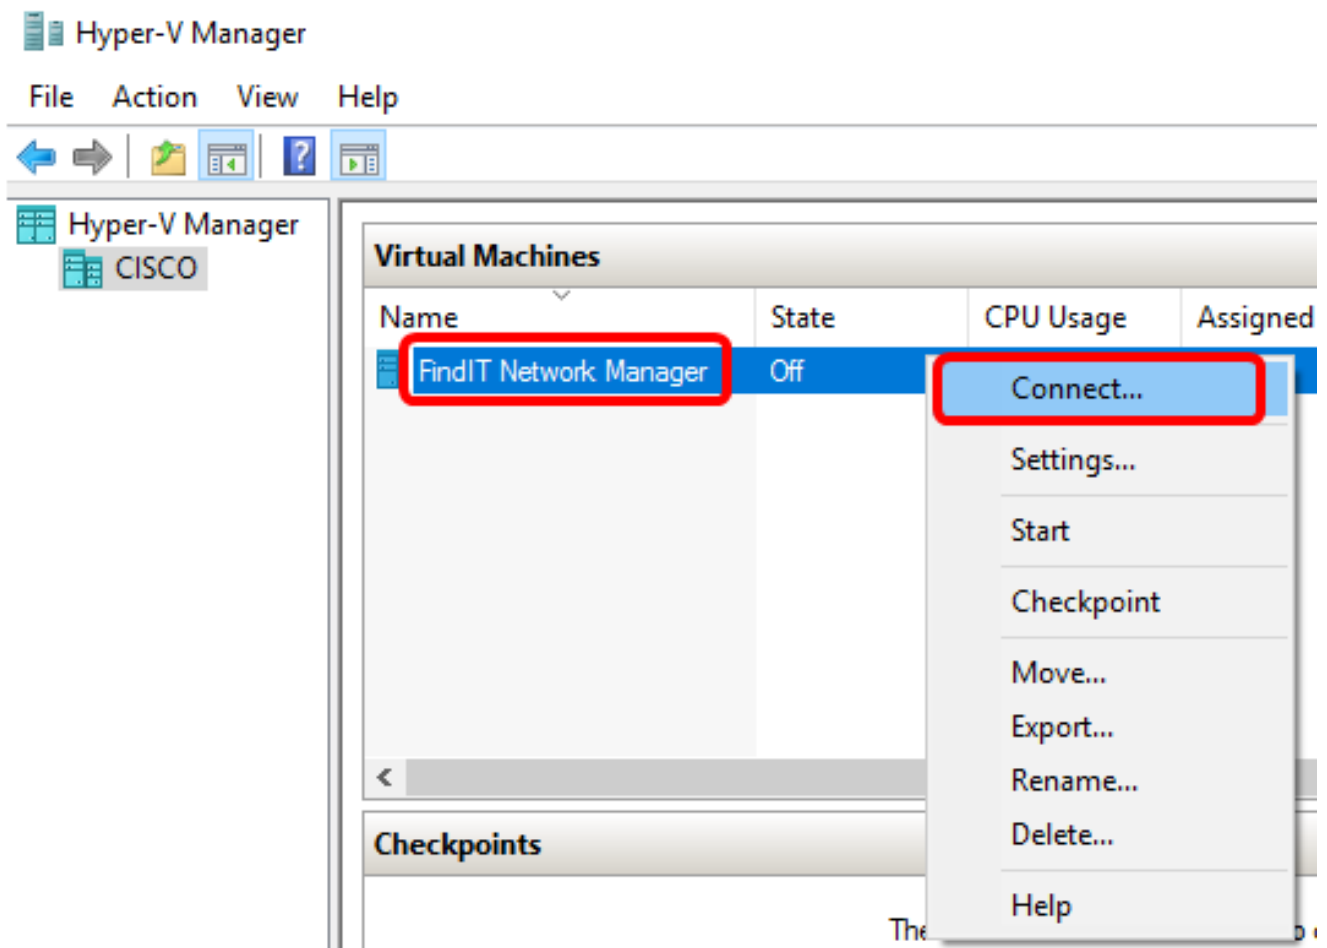 Hyper-V Manager
File Action View Help
Hyper-V Manager
CISCO
Virtual Machines
Name State CPU Usage Assigned
FindIT Network Manager Off
Connect...
Settings...
Start
Checkpoint
Move...
Export...
Rename...
Delete...
Help
Checkpoints
The